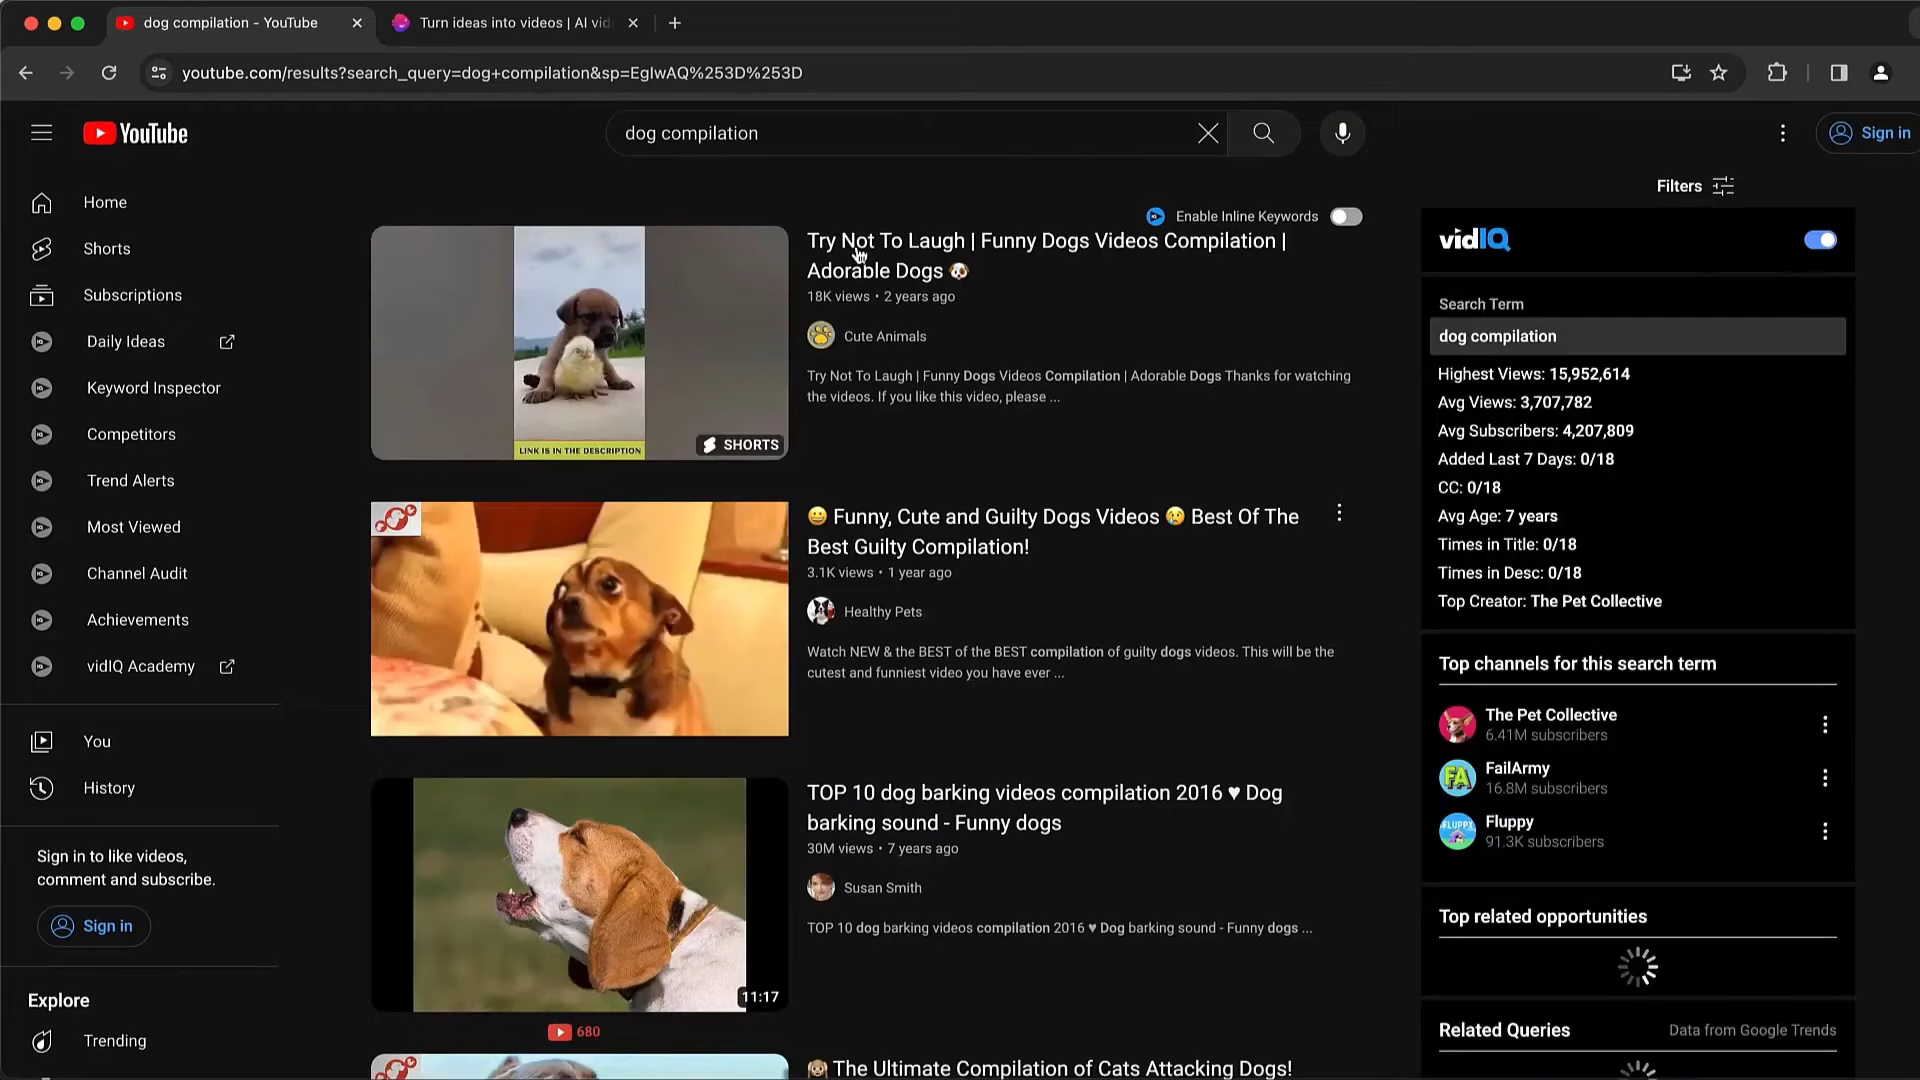 dog compilation - YouTube
Turn ideas into videos | AI vid
youtube.com/results?search_query=dog+compilation&sp=EgIwAQ%253D%253D
YouTube
dog compilation
Sign in
Filters
Home
Shorts
Subscriptions
Daily Ideas
Keyword Inspector
Competitors
Trend Alerts
Most Viewed
Channel Audit
Achievements
vidIQ Academy
You
History
Sign in to like videos,
comment and subscribe.
Sign in
Explore
Trending
Enable Inline Keywords
LINK IS IN THE DESCRIPTION
SHORTS
Try Not To Laugh | Funny Dogs Videos Compilation |
Adorable Dogs 🐶
18K views • 2 years ago
Cute Animals
Try Not To Laugh | Funny Dogs Videos Compilation | Adorable Dogs Thanks for watching
the videos. If you like this video, please ...
😀 Funny, Cute and Guilty Dogs Videos 😢 Best Of The
Best Guilty Compilation!
3.1K views • 1 year ago
Healthy Pets
Watch NEW & the BEST of the BEST compilation of guilty dogs videos. This will be the
cutest and funniest video you have ever ...
11:17
680
TOP 10 dog barking videos compilation 2016 ♥ Dog
barking sound - Funny dogs
30M views • 7 years ago
Susan Smith
TOP 10 dog barking videos compilation 2016 ♥ Dog barking sound - Funny dogs ...
🙉 The Ultimate Compilation of Cats Attacking Dogs!
vidIQ
Search Term
dog compilation
Highest Views: 15,952,614
Avg Views: 3,707,782
Avg Subscribers: 4,207,809
Added Last 7 Days: 0/18
CC: 0/18
Avg Age: 7 years
Times in Title: 0/18
Times in Desc: 0/18
Top Creator: The Pet Collective
Top channels for this search term
The Pet Collective
6.41M subscribers
FA
FailArmy
16.8M subscribers
FLUPPY
Fluppy
91.3K subscribers
Top related opportunities
Related Queries
Data from Google Trends